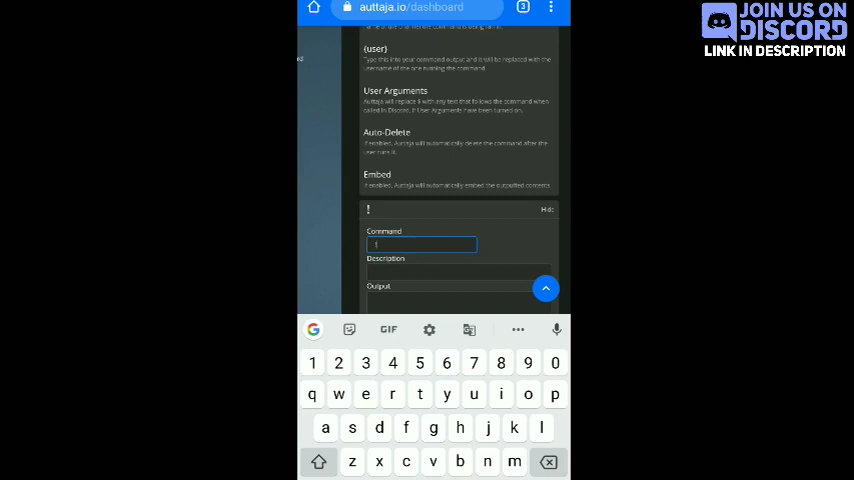 auttaja.io/dashboard
3
JOIN US ON
DISCORD
LINK IN DESCRIPTION
{user}
Type this into your command output and it will be replaced with the
username of the one running the command.
User Arguments
Auttaja will replace $ with any text that follows the command when
called in Discord, if User Arguments have been turned on.
Auto-Delete
If enabled, Auttaja will automatically delete the command after the
user runs it.
Embed
If enabled, Auttaja will automatically embed the outputted contents
!
Hide
Command
!
Description
Output
G
GIF
1 2 3 4 5 6 7 8 9 0
q w e r t y u i o p
a s d f g h j k l
z x c v b n m